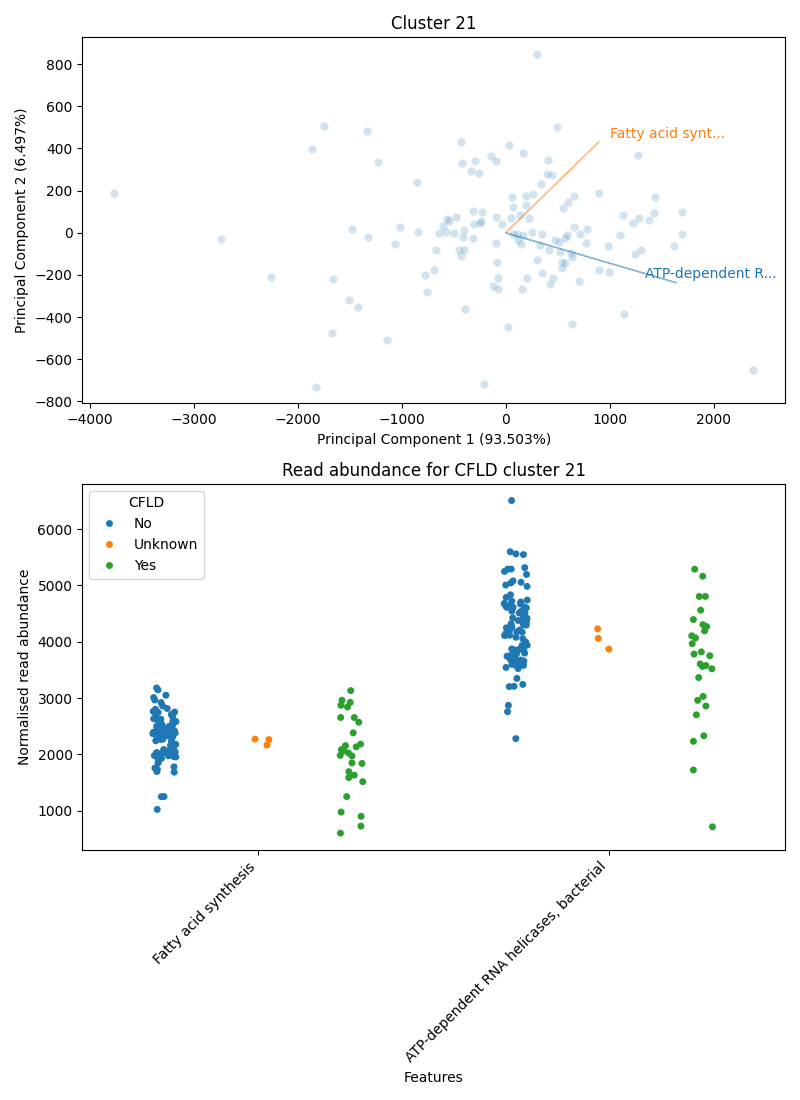 Cluster 21
Principal Component 2 (6.497%)
800
600
400
200
0
−200
−400
−600
−800
Fatty acid synt...
ATP-dependent R...
−4000 −3000 −2000 −1000 0 1000 2000
Principal Component 1 (93.503%)
Read abundance for CFLD cluster 21
Normalised read abundance
6000
5000
4000
3000
2000
1000
CFLD
No
Unknown
Yes
Fatty acid synthesis
ATP-dependent RNA helicases, bacterial
Features